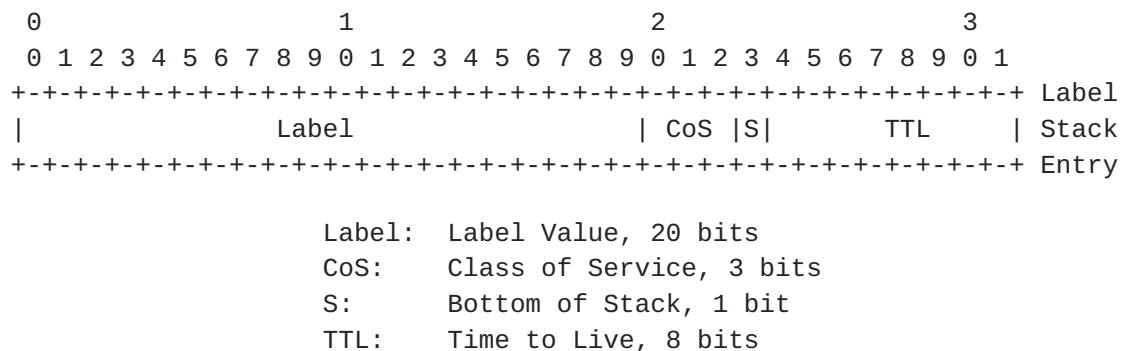 0                   1                   2                   3
 0 1 2 3 4 5 6 7 8 9 0 1 2 3 4 5 6 7 8 9 0 1 2 3 4 5 6 7 8 9 0 1
+-+-+-+-+-+-+-+-+-+-+-+-+-+-+-+-+-+-+-+-+-+-+-+-+-+-+-+-+-+-+-+-+ Label
|                Label                  | CoS |S|       TTL     | Stack
+-+-+-+-+-+-+-+-+-+-+-+-+-+-+-+-+-+-+-+-+-+-+-+-+-+-+-+-+-+-+-+-+ Entry
                    Label:  Label Value, 20 bits
                    CoS:    Class of Service, 3 bits
                    S:      Bottom of Stack, 1 bit
                    TTL:    Time to Live, 8 bits